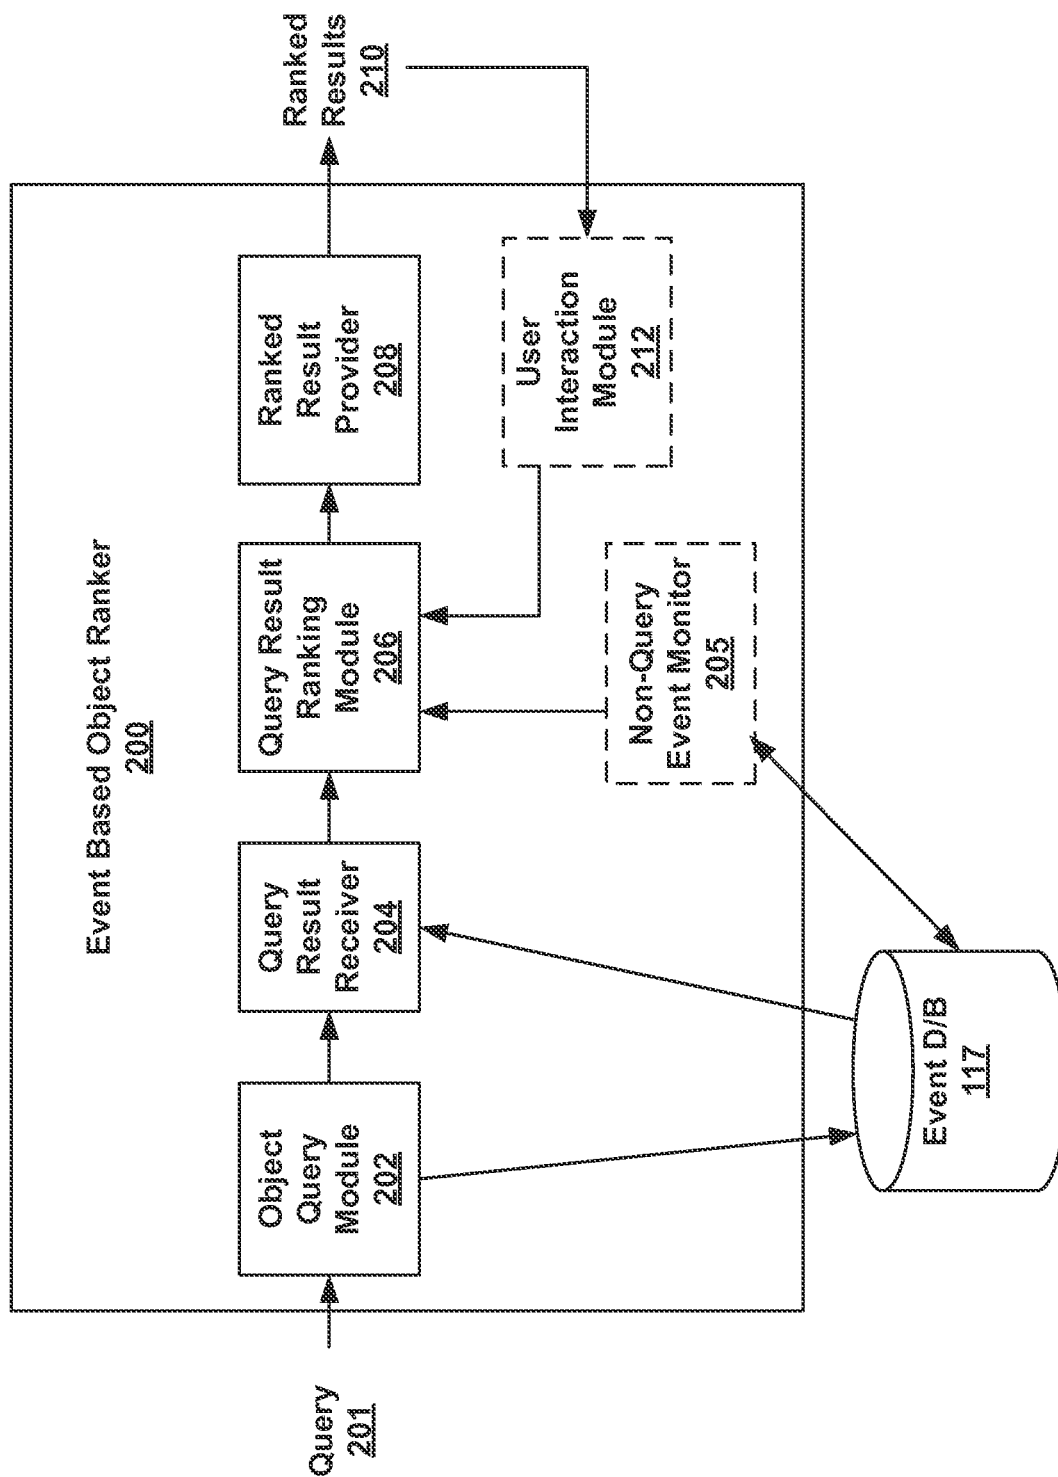 Event Based Object Ranker
200
Query
201
Object
Query
Module
202
Query
Result
Receiver
204
Query Result
Ranking
Module
206
Ranked
Result
Provider
208
Ranked
Results
210
User
Interaction
Module
212
Non-Query
Event Monitor
205
Event D/B
117